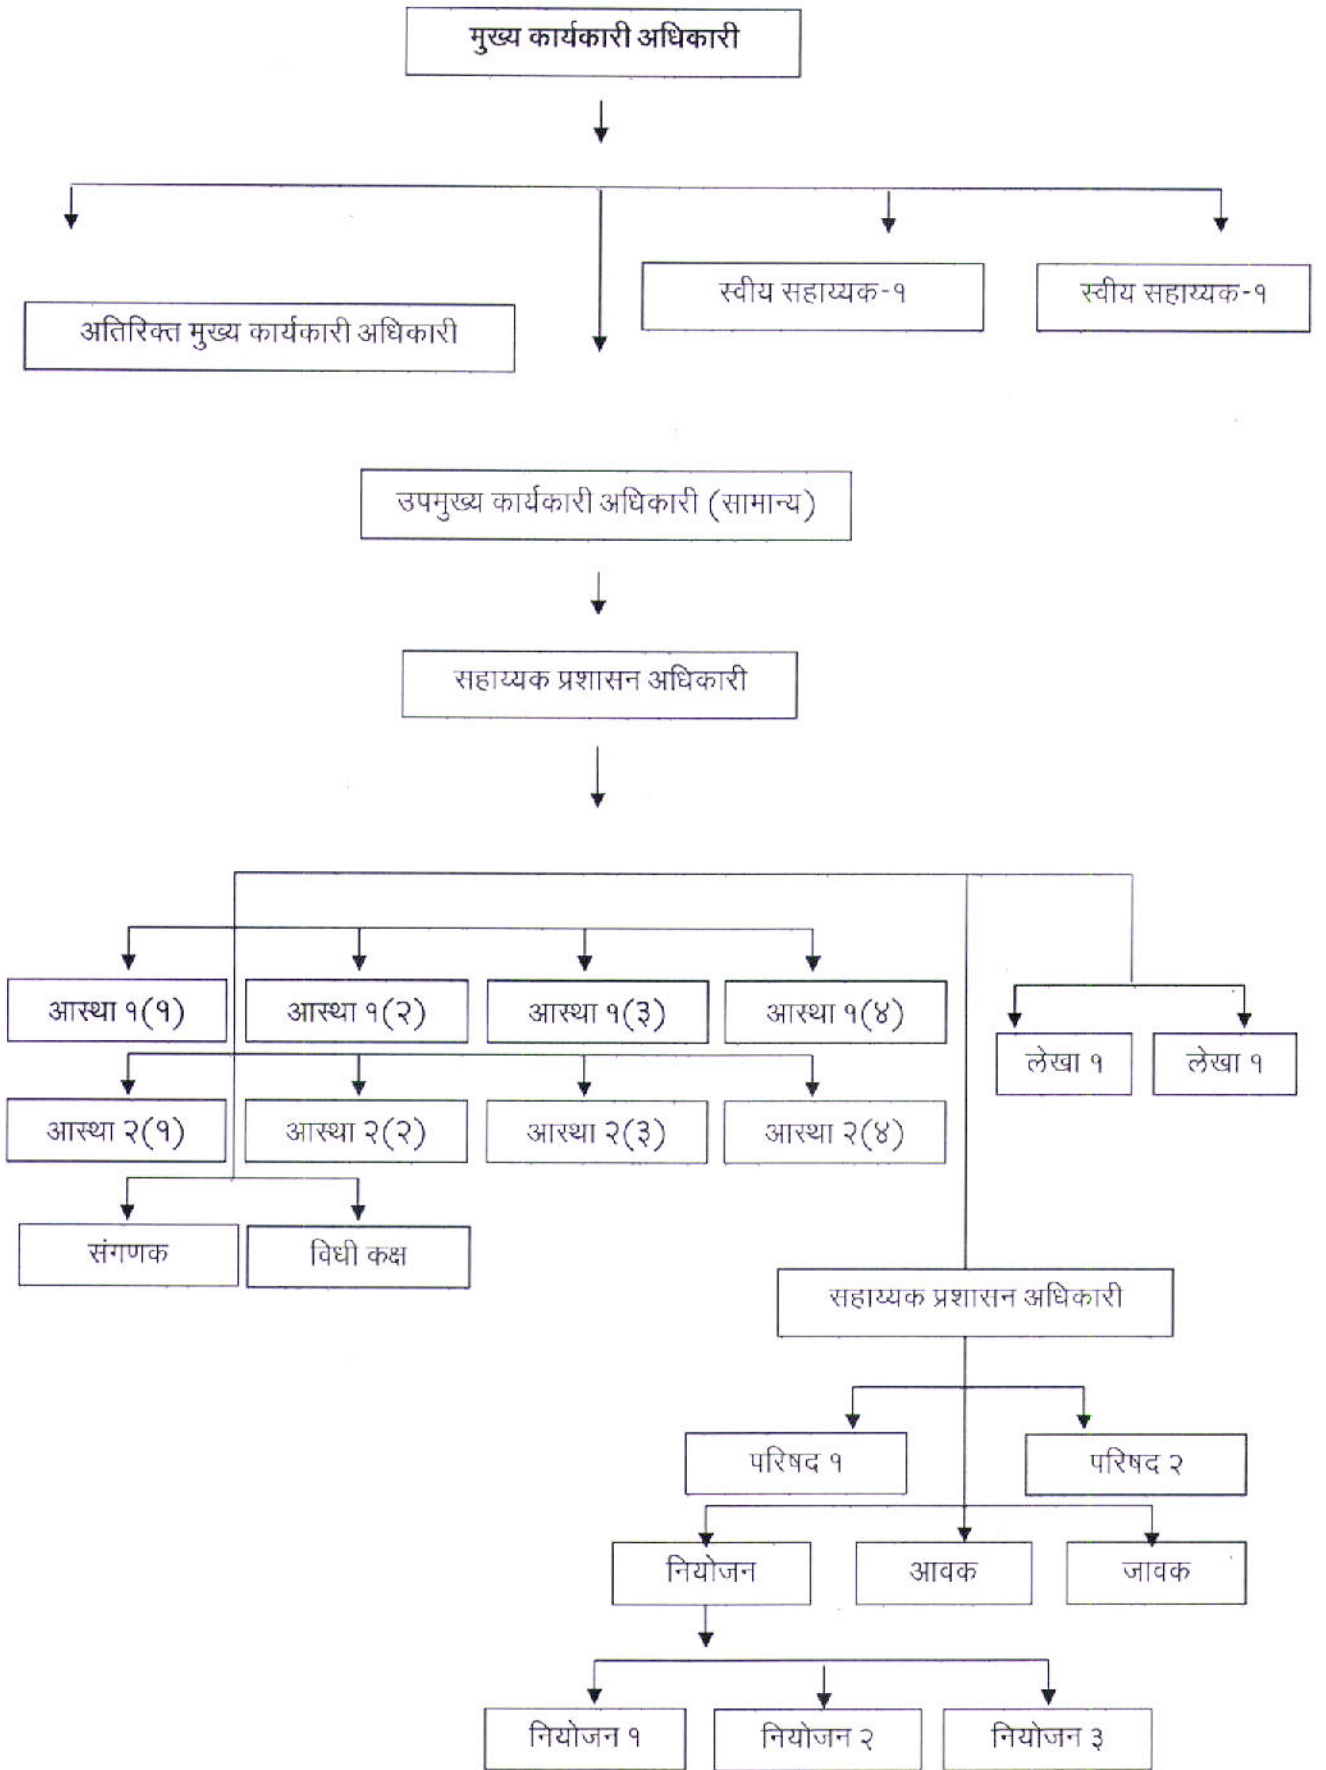 मुख्य कार्यकारी अधिकारी
स्वीय सहाय्यक-१
स्वीय सहाय्यक-१
अतिरिक्त मुख्य कार्यकारी अधिकारी
उपमुख्य कार्यकारी अधिकारी (सामान्य)
सहाय्यक प्रशासन अधिकारी
आस्था १(१)
आस्था १(२)
आस्था १(३)
आस्था १(४)
लेखा १
लेखा १
आस्था २(१)
आस्था २(२)
आस्था २(३)
आस्था २(४)
संगणक
विधी कक्ष
सहाय्यक प्रशासन अधिकारी
परिषद १
परिषद २
नियोजन
आवक
जावक
नियोजन १
नियोजन २
नियोजन ३